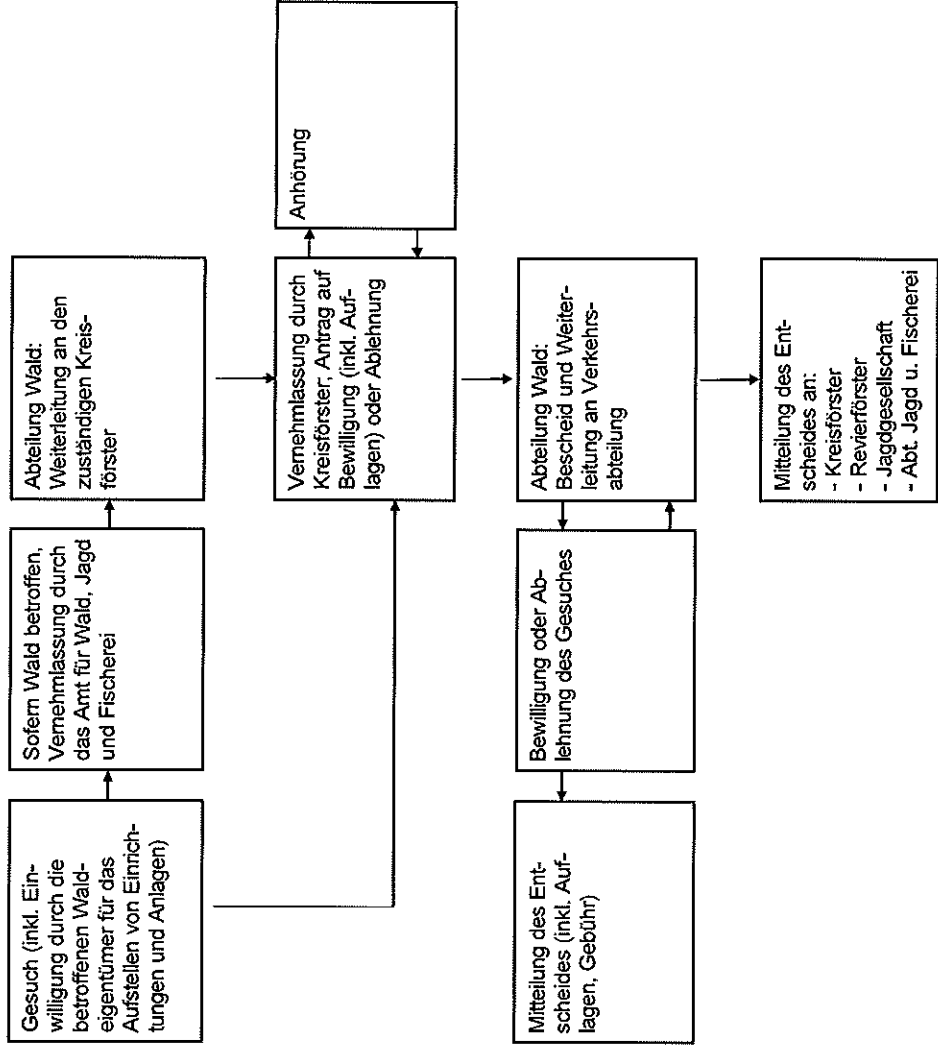 Gesuch (inkl. Ein-
willigung durch die
betroffenen Wald-
eigentümer für das
Aufstellen von Einrich-
tungen und Anlagen)
Sofern Wald betroffen,
Vernehmlassung durch
das Amt für Wald, Jagd
und Fischerei
Abteilung Wald:
Weiterleitung an den
zuständigen Kreis-
förster
Vernehmlassung durch
Kreisförster; Antrag auf
Bewilligung (inkl. Auf-
lagen) oder Ablehnung
Anhörung
Mitteilung des Ent-
scheides (inkl. Auf-
lagen, Gebühr)
Bewilligung oder Ab-
lehnung des Gesuches
Abteilung Wald:
Bescheid und Weiter-
leitung an Verkehrs-
abteilung
Mitteilung des Ent-
scheides an:
- Kreisförster
- Revierförster
- Jagdgesellschaft
- Abt. Jagd u. Fischerei